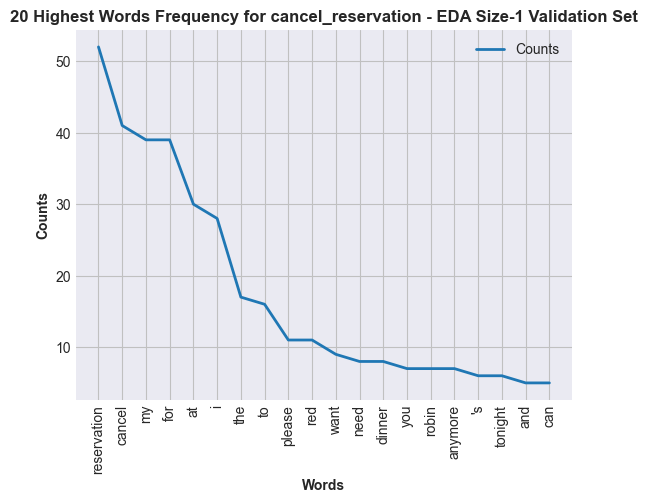 20 Highest Words Frequency for cancel_reservation - EDA Size-1 Validation Set
Counts
50
40
30
20
10
Counts
reservation
cancel
my
for
at
i
the
to
please
red
want
need
dinner
you
robin
anymore
's
tonight
and
can
Words